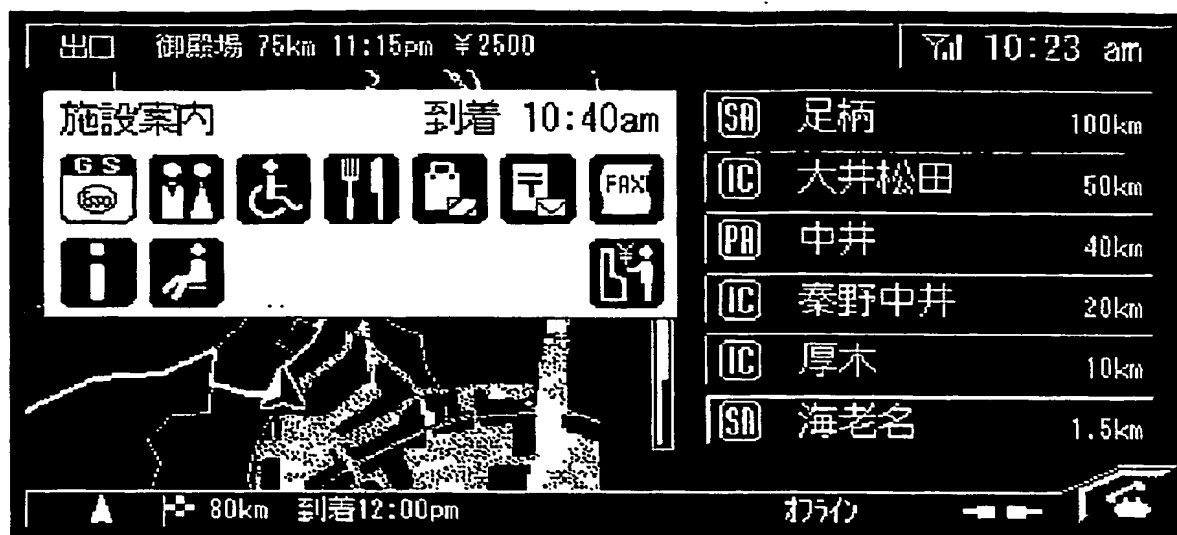 出口 御殿場 75km 11:15pm ¥2500
10:23 am
施設案内 到着 10:40am
GS
〒
FAX
i
¥
SA 足柄 100km
IC 大井松田 50km
PA 中井 40km
IC 秦野中井 20km
IC 厚木 10km
SA 海老名 1.5km
80km 到着12:00pm
オフライン